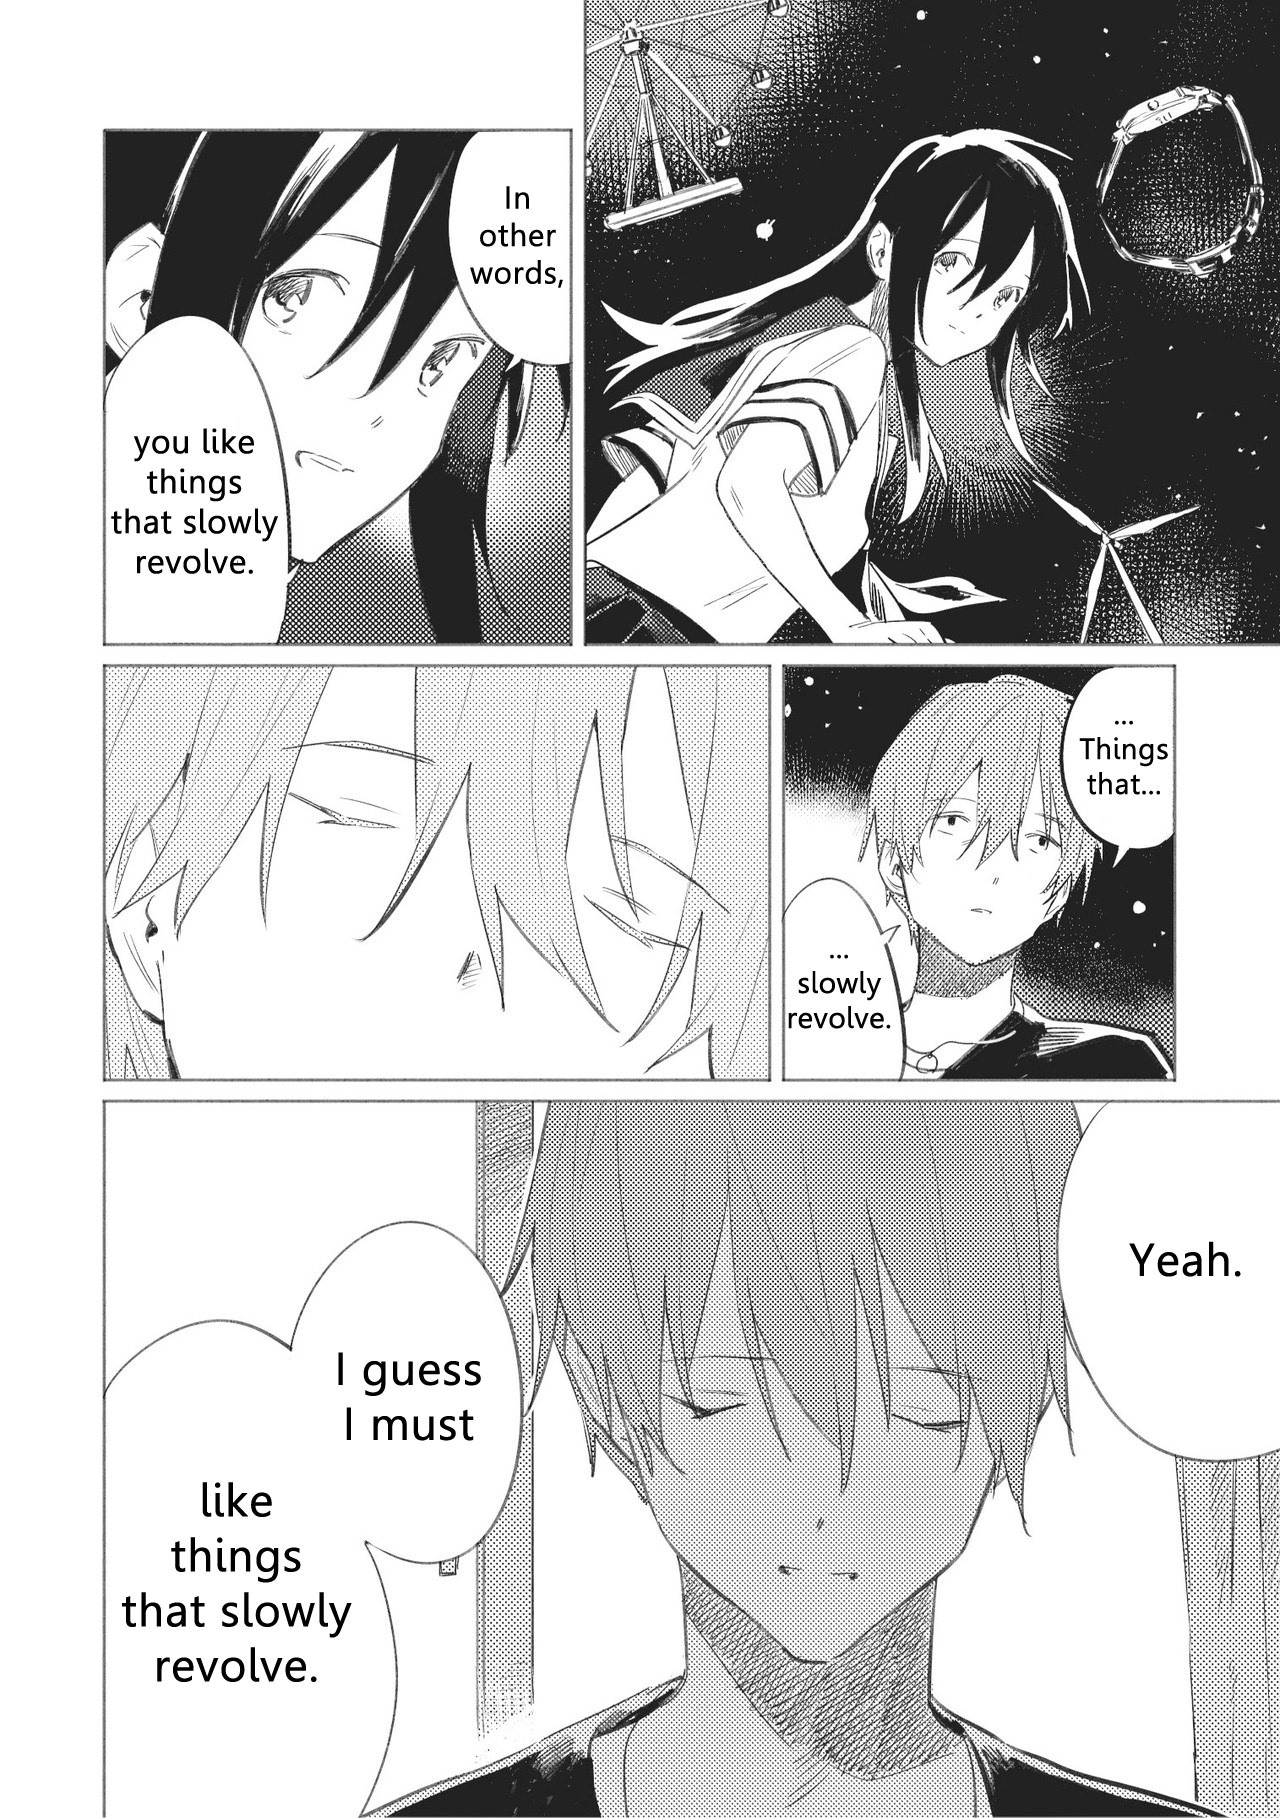 In
other
words,
you like
things
that slowly
revolve.
...
Things
that...
...
slowly
revolve.
Yeah.
I guess
I must
like
things
that slowly
revolve.